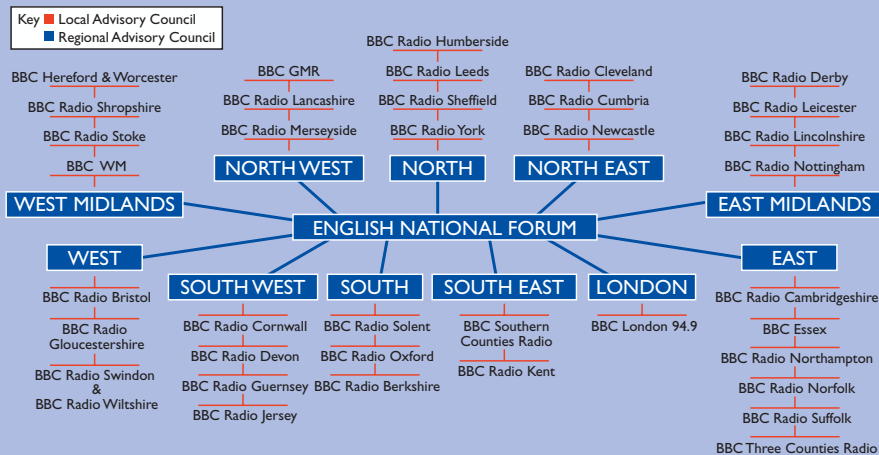 Key Local Advisory Council
Regional Advisory Council
BBC Hereford & Worcester
BBC Radio Shropshire
BBC Radio Stoke
BBC WM
WEST MIDLANDS
BBC GMR
BBC Radio Lancashire
BBC Radio Merseyside
NORTH WEST
BBC Radio Humberside
BBC Radio Leeds
BBC Radio Sheffield
BBC Radio York
NORTH
BBC Radio Cleveland
BBC Radio Cumbria
BBC Radio Newcastle
NORTH EAST
BBC Radio Derby
BBC Radio Leicester
BBC Radio Lincolnshire
BBC Radio Nottingham
EAST MIDLANDS
ENGLISH NATIONAL FORUM
WEST
BBC Radio Bristol
BBC Radio
Gloucestershire
BBC Radio Swindon
&
BBC Radio Wiltshire
SOUTH WEST
BBC Radio Cornwall
BBC Radio Devon
BBC Radio Guernsey
BBC Radio Jersey
SOUTH
BBC Radio Solent
BBC Radio Oxford
BBC Radio Berkshire
SOUTH EAST
BBC Southern
Counties Radio
BBC Radio Kent
LONDON
BBC London 94.9
EAST
BBC Radio Cambridgeshire
BBC Essex
BBC Radio Northampton
BBC Radio Norfolk
BBC Radio Suffolk
BBC Three Counties Radio